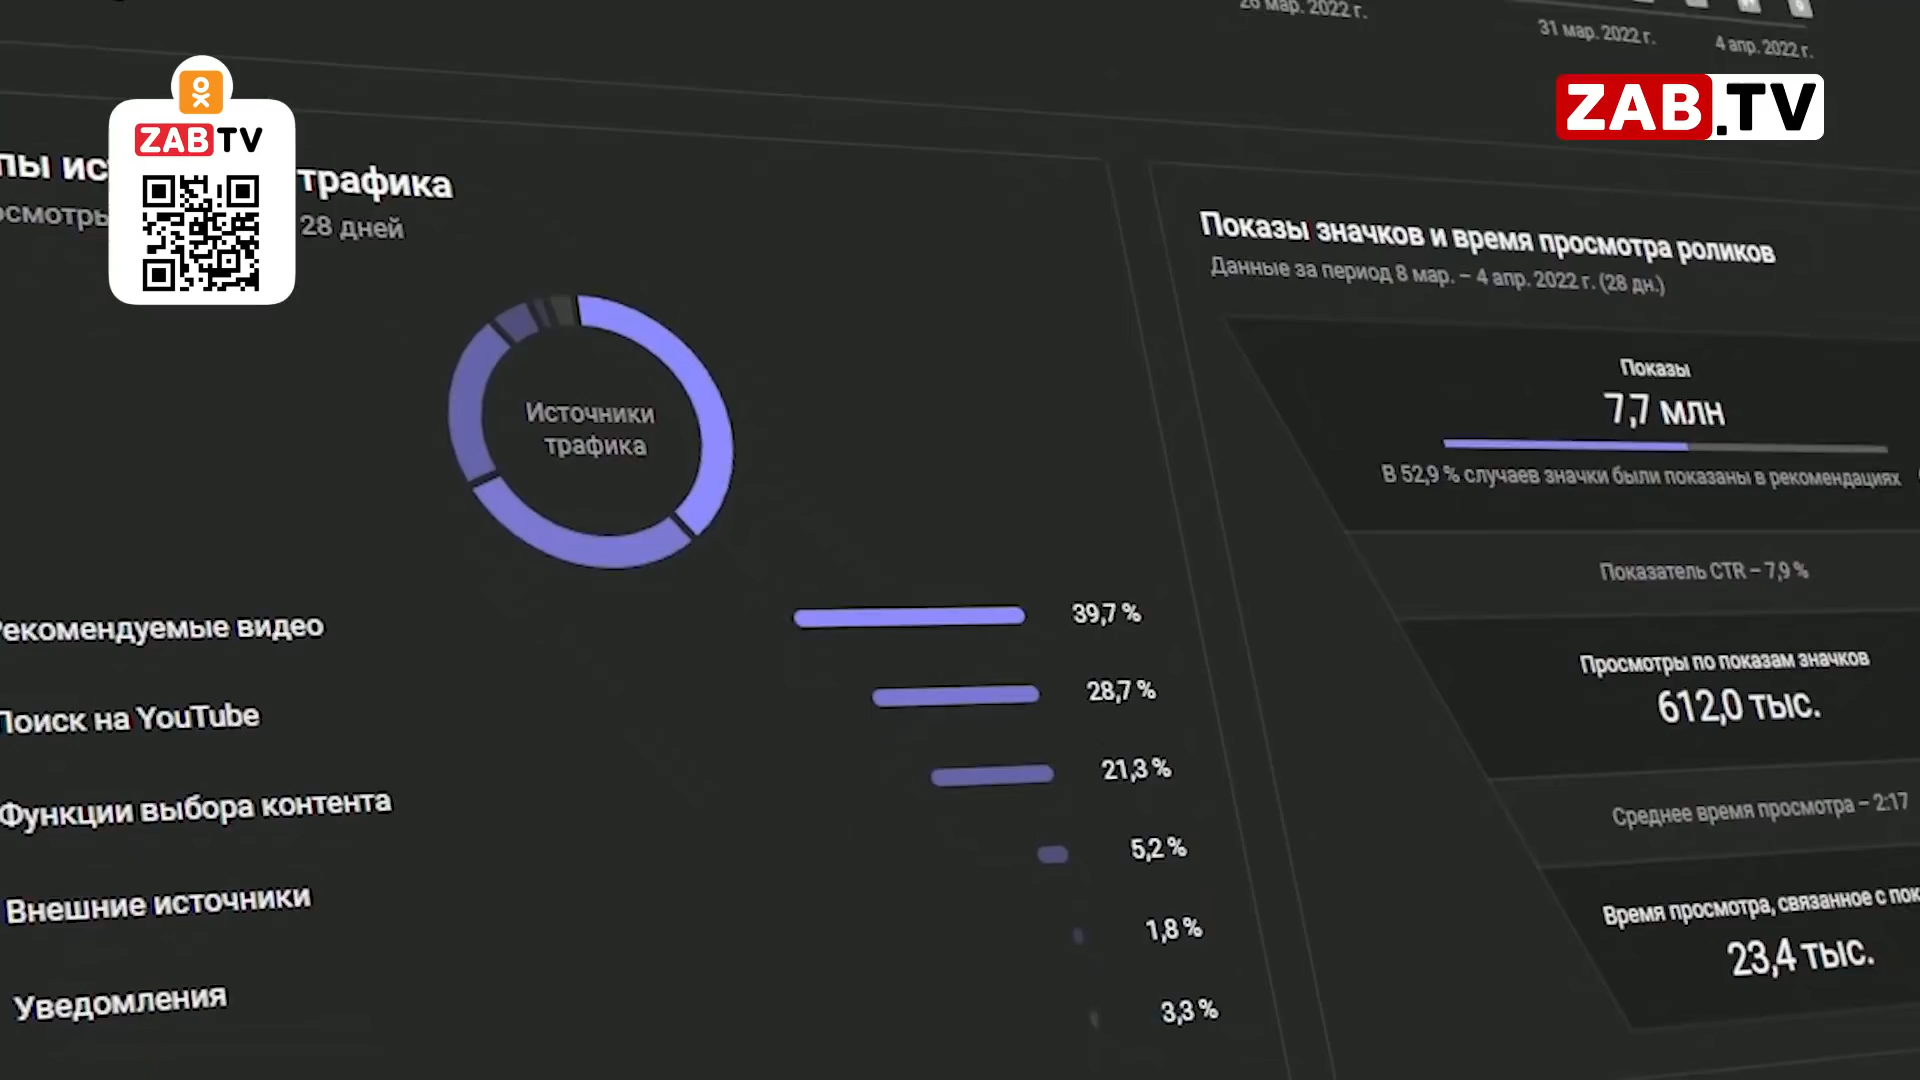 26 мар. 2022 г.
31 мар. 2022 г.
4 апр. 2022 г.
ZAB.TV
ZABTV
трафика
28 дней
Показы значков и время просмотра роликов
Данные за период 8 мар. – 4 апр. 2022 г. (28 дн.)
Источники
трафика
Показы
7,7 млн
В 52,9 % случаев значки были показаны в рекомендациях
Показатель CTR – 7,9 %
Рекомендуемые видео
39,7 %
Поиск на YouTube
28,7 %
Просмотры по показам значков
612,0 тыс.
Функции выбора контента
21,3 %
Среднее время просмотра – 2:17
Внешние источники
5,2 %
Время просмотра, связанное с пок
23,4 тыс.
1,8 %
Уведомления
3,3 %